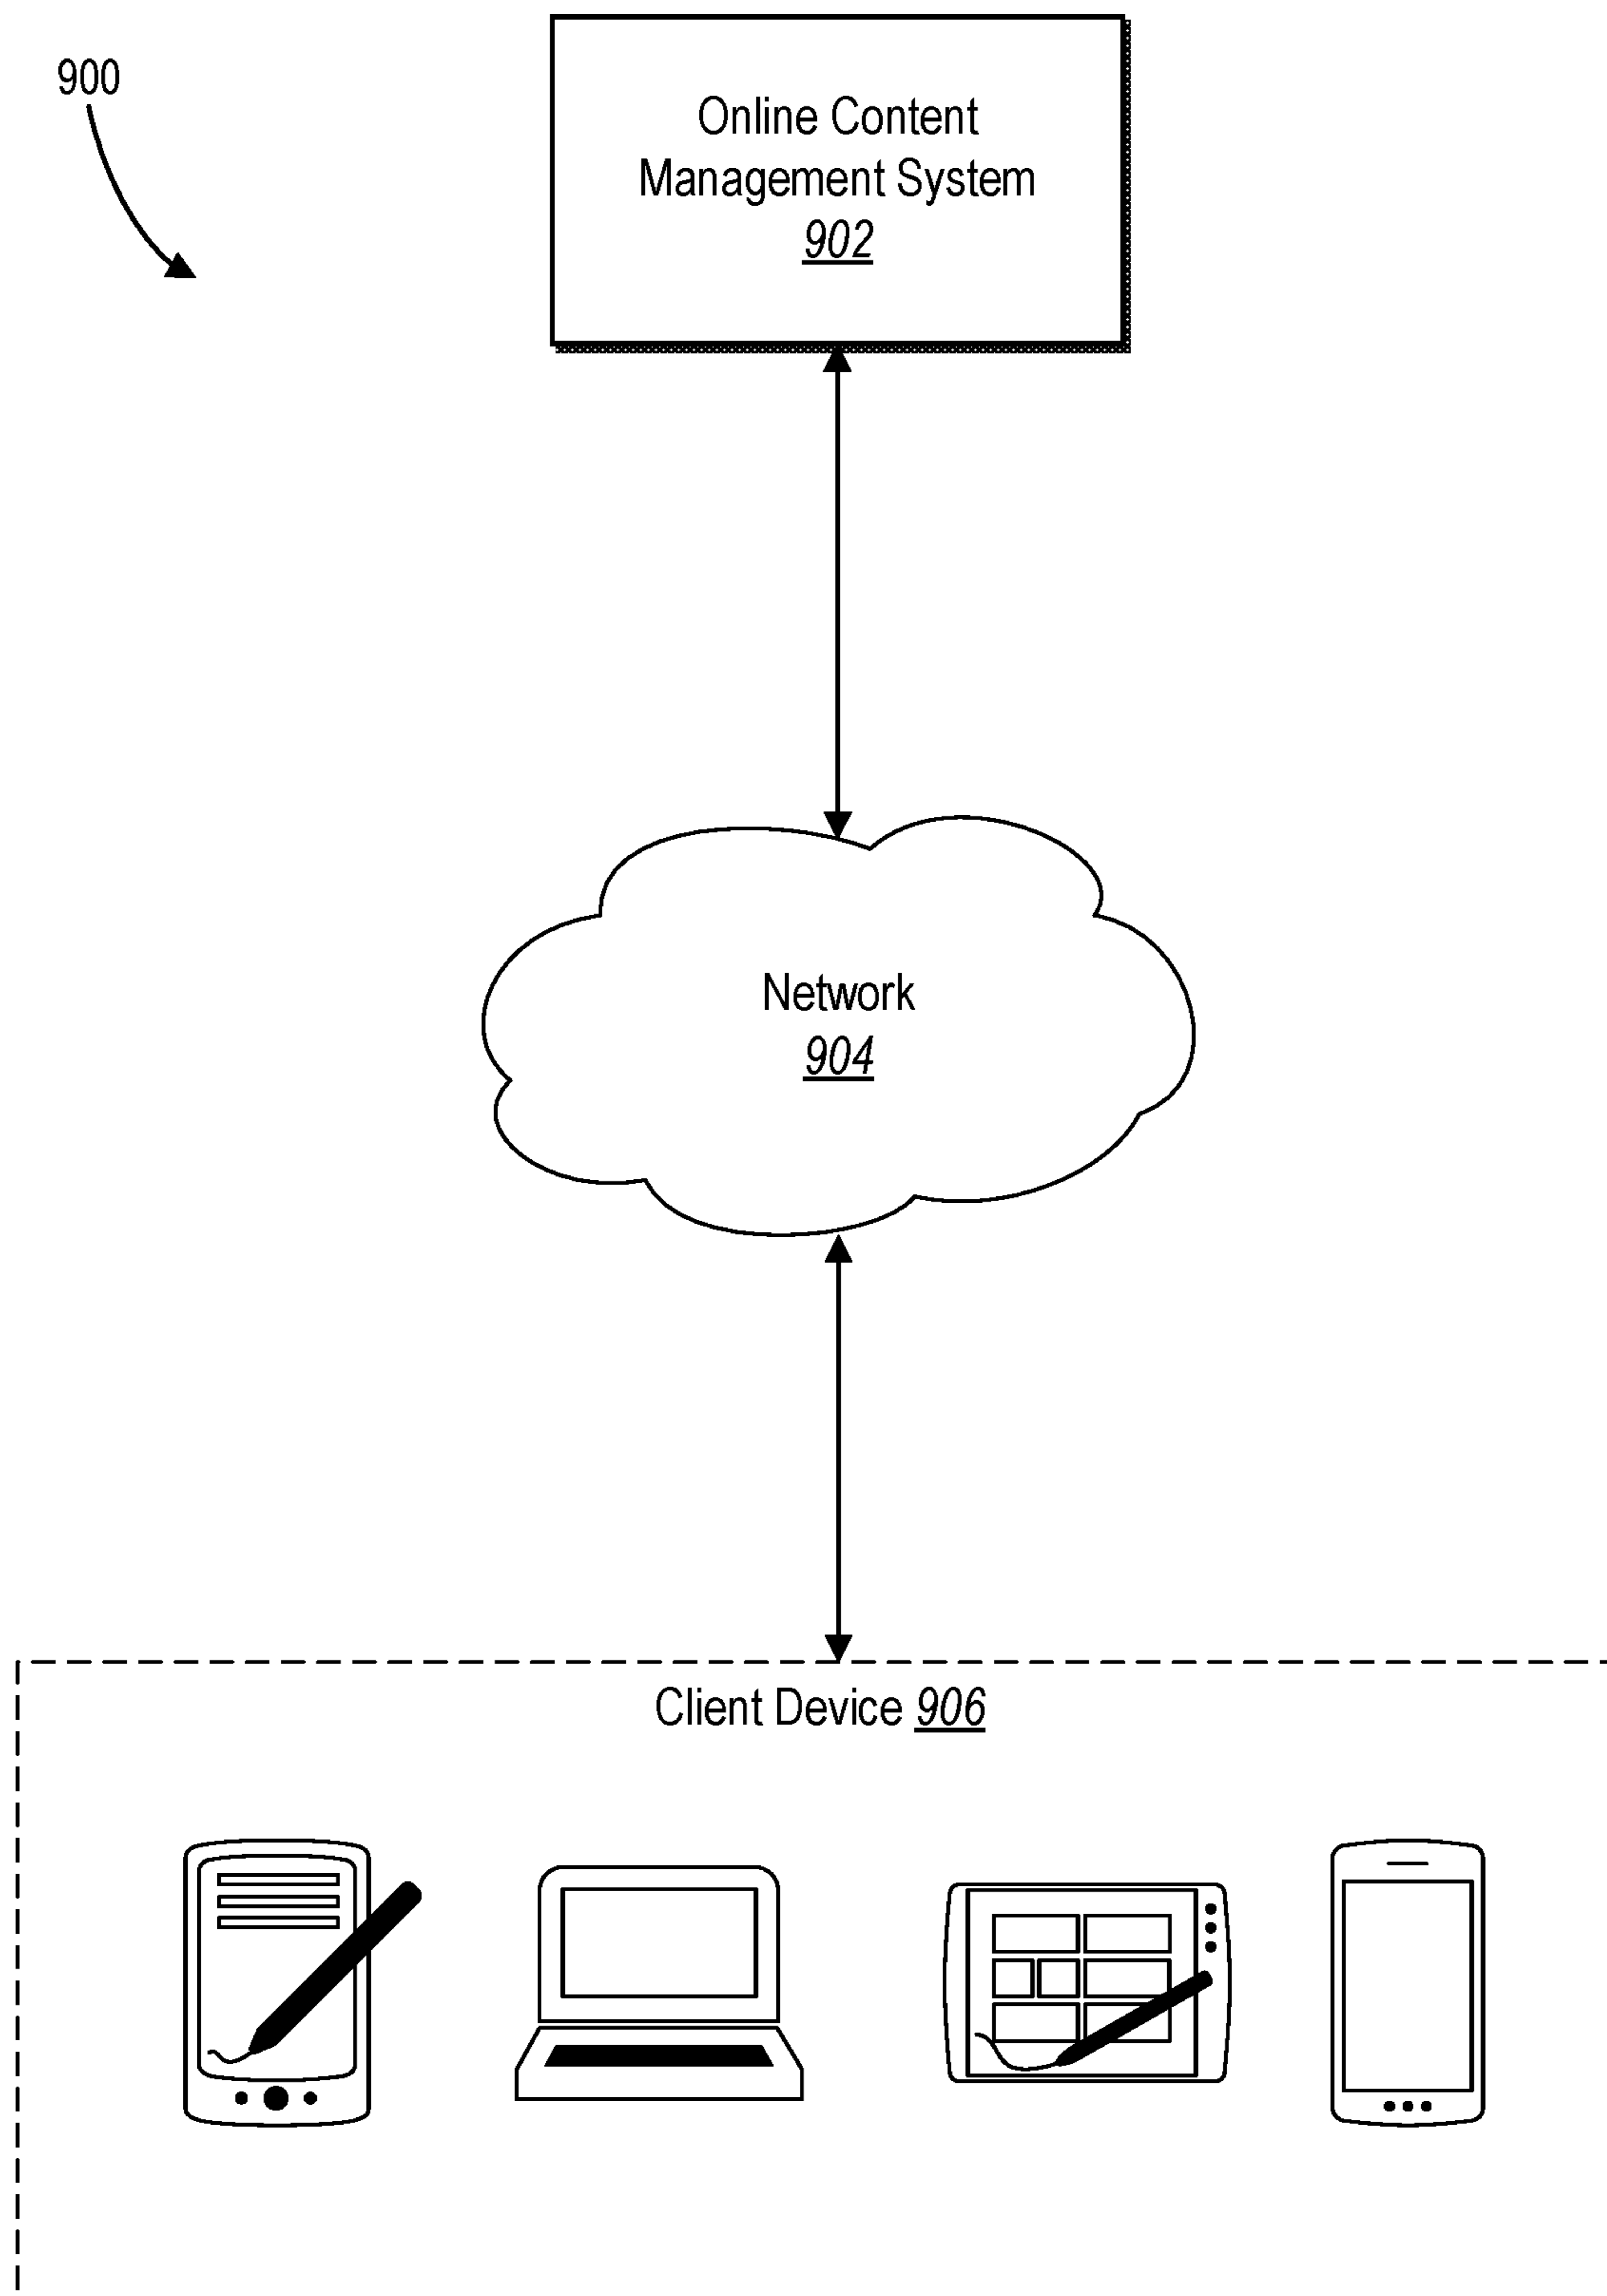 900
Online Content
Management System
902
Network
904
Client Device 906